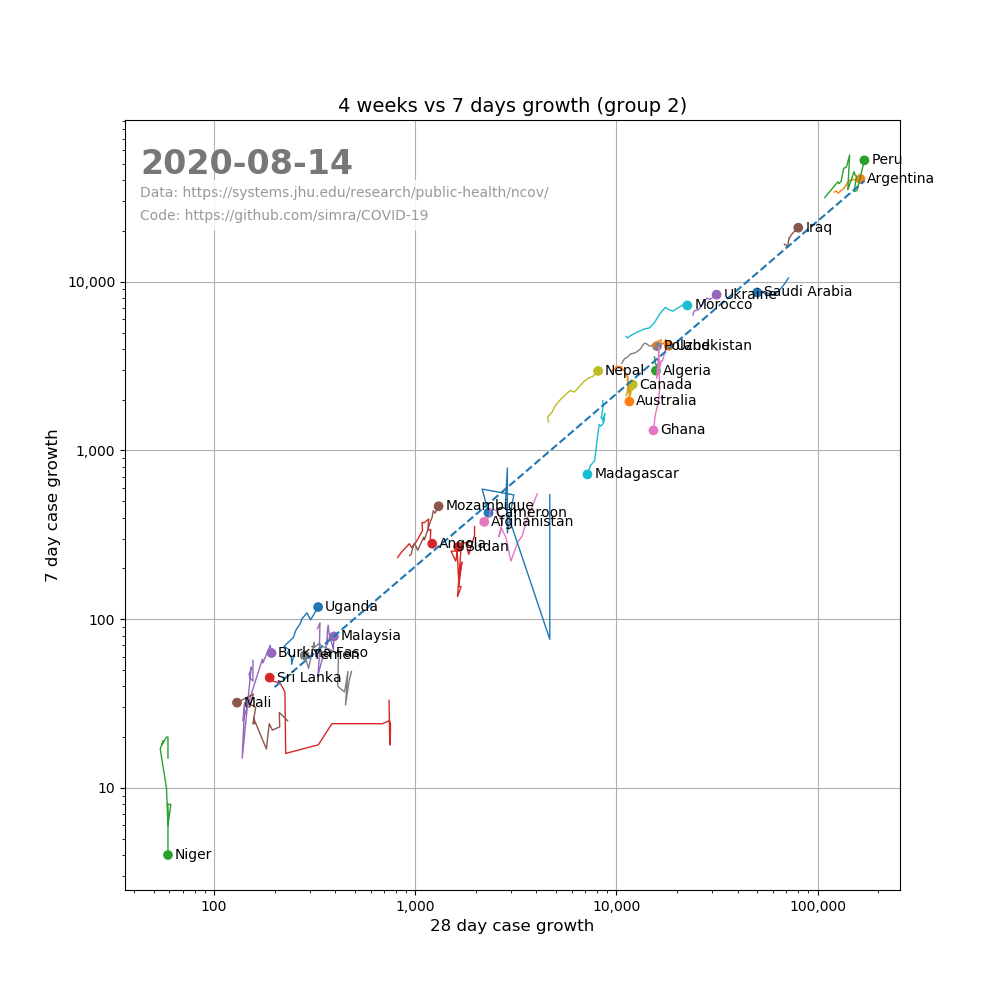 4 weeks vs 7 days growth (group 2)
2020-08-14
Data: https://systems.jhu.edu/research/public-health/ncov/
Code: https://github.com/simra/COVID-19
Peru
Argentina
Iraq
Saudi Arabia
Ukraine
Morocco
Poland
Uzbekistan
Nepal
Algeria
Canada
Australia
Ghana
Madagascar
Mozambique
Cameroon
Afghanistan
Angola
Sudan
Uganda
Malaysia
Burkina Faso
Yemen
Sri Lanka
Mali
Niger
10,000
1,000
100
10
7 day case growth
100
1,000
10,000
100,000
28 day case growth